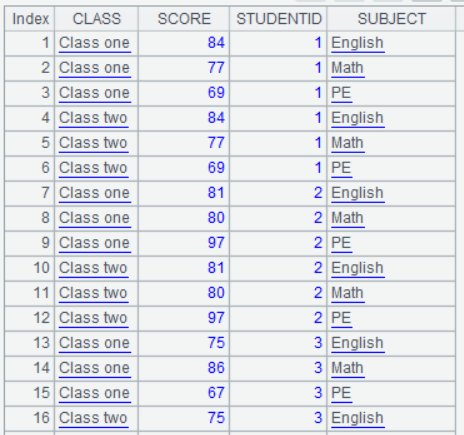 Index CLASS SCORE STUDENTID SUBJECT
1 Class one 84 1 English
2 Class one 77 1 Math
3 Class one 69 1 PE
4 Class two 84 1 English
5 Class two 77 1 Math
6 Class two 69 1 PE
7 Class one 81 2 English
8 Class one 80 2 Math
9 Class one 97 2 PE
10 Class two 81 2 English
11 Class two 80 2 Math
12 Class two 97 2 PE
13 Class one 75 3 English
14 Class one 86 3 Math
15 Class one 67 3 PE
16 Class two 75 3 English